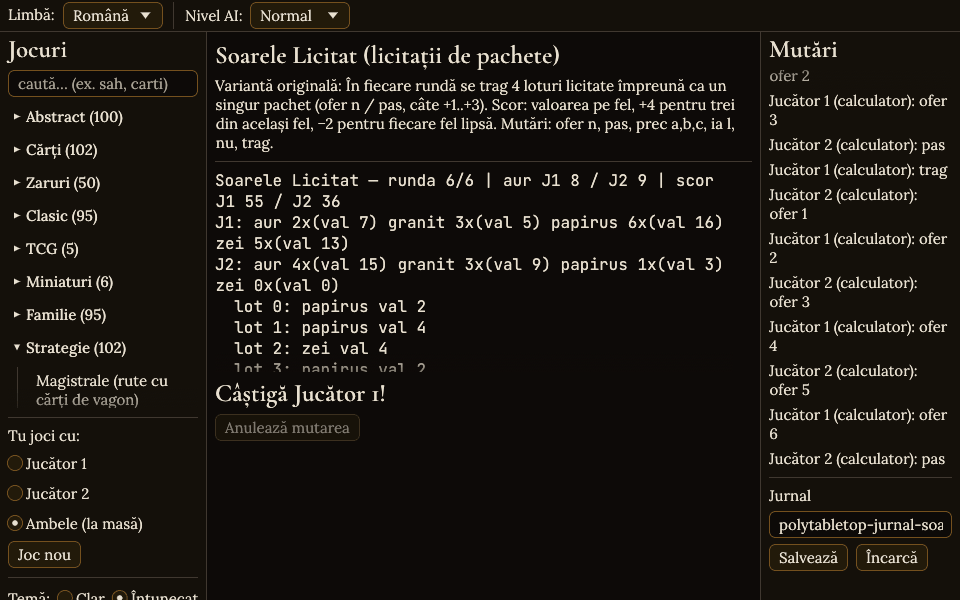 Limbă: Română ▼ Nivel AI: Normal ▼
Jocuri
caută... (ex. sah, carti)
▸ Abstract (100)
▸ Cărți (102)
▸ Zaruri (50)
▸ Clasic (95)
▸ TCG (5)
▸ Miniaturi (6)
▸ Familie (95)
▾ Strategie (102)
Magistrale (rute cu
cărți de vagon)
Tu joci cu:
Jucător 1
Jucător 2
Ambele (la masă)
Joc nou
Temă: Clar Întunecat
Soarele Licitat (licitații de pachete)
Variantă originală: În fiecare rundă se trag 4 loturi licitate împreună ca un
singur pachet (ofer n / pas, câte +1..+3). Scor: valoarea pe fel, +4 pentru trei
din același fel, −2 pentru fiecare fel lipsă. Mutări: ofer n, pas, prec a,b,c, ia l,
nu, trag.
Soarele Licitat — runda 6/6 | aur J1 8 / J2 9 | scor
J1 55 / J2 36
J1: aur 2x(val 7) granit 3x(val 5) papirus 6x(val 16)
zei 5x(val 13)
J2: aur 4x(val 15) granit 3x(val 9) papirus 1x(val 3)
zei 0x(val 0)
lot 0: papirus val 2
lot 1: papirus val 4
lot 2: zei val 4
lot 3: papirus val 2
Câștigă Jucător 1!
Anulează mutarea
Mutări
ofer 2
Jucător 1 (calculator): ofer
3
Jucător 2 (calculator): pas
Jucător 1 (calculator): trag
Jucător 2 (calculator):
ofer 1
Jucător 1 (calculator): ofer
2
Jucător 2 (calculator):
ofer 3
Jucător 1 (calculator): ofer
4
Jucător 2 (calculator):
ofer 5
Jucător 1 (calculator): ofer
6
Jucător 2 (calculator): pas
Jurnal
polytabletop-jurnal-soa
Salvează Încarcă